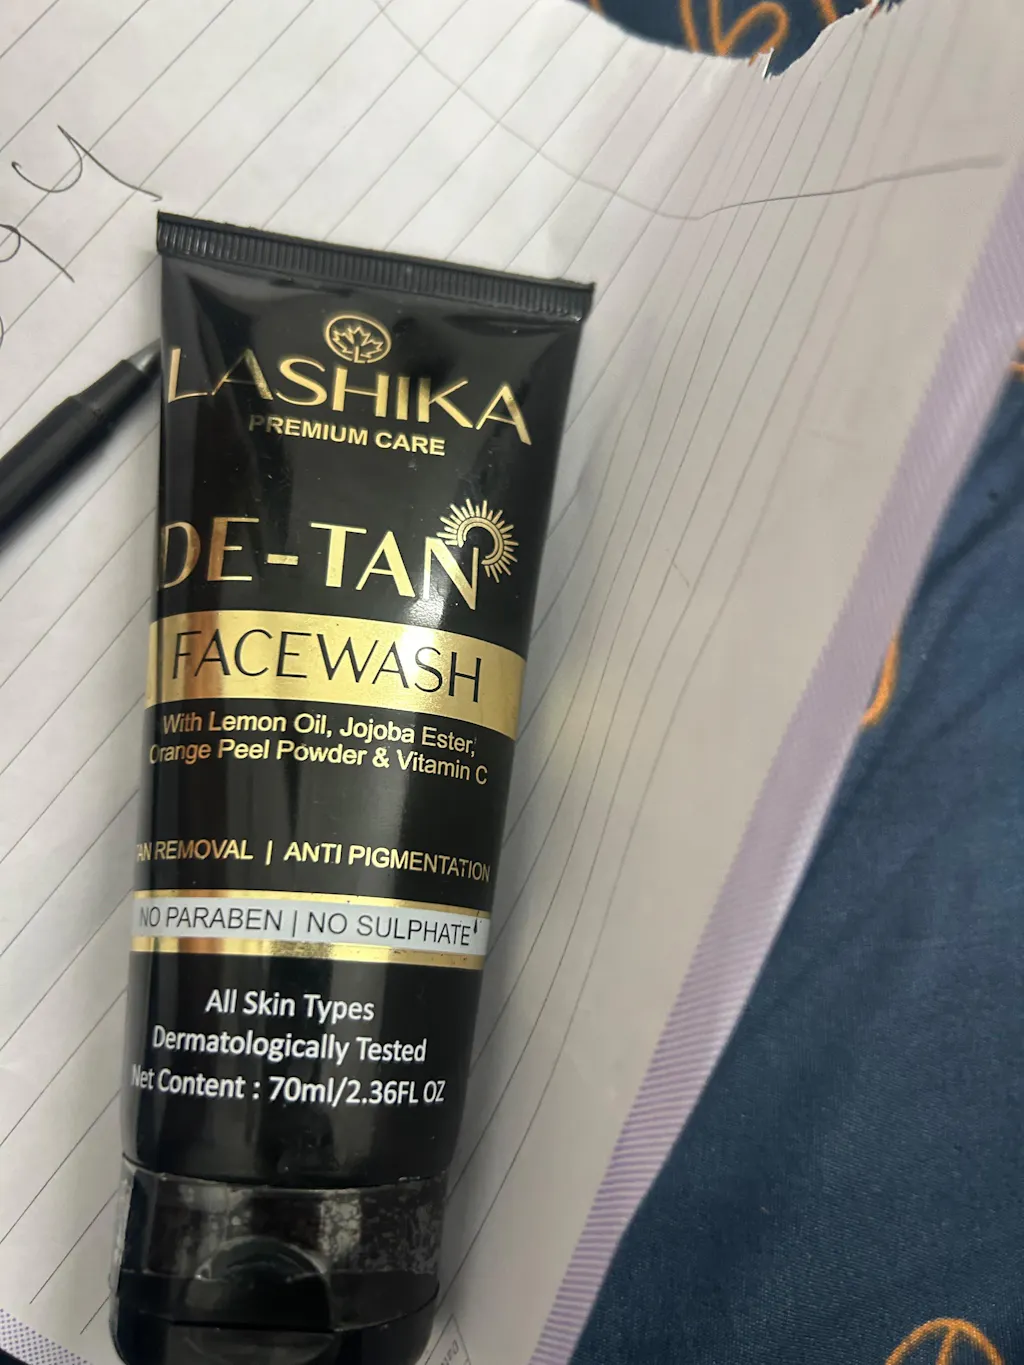 LASHIKA
PREMIUM CARE
DE-TAN
FACEWASH
With Lemon Oil, Jojoba Ester,
Orange Peel Powder & Vitamin C
TAN REMOVAL | ANTI PIGMENTATION
NO PARABEN | NO SULPHATE
All Skin Types
Dermatologically Tested
Net Content : 70ml/2.36FL OZ